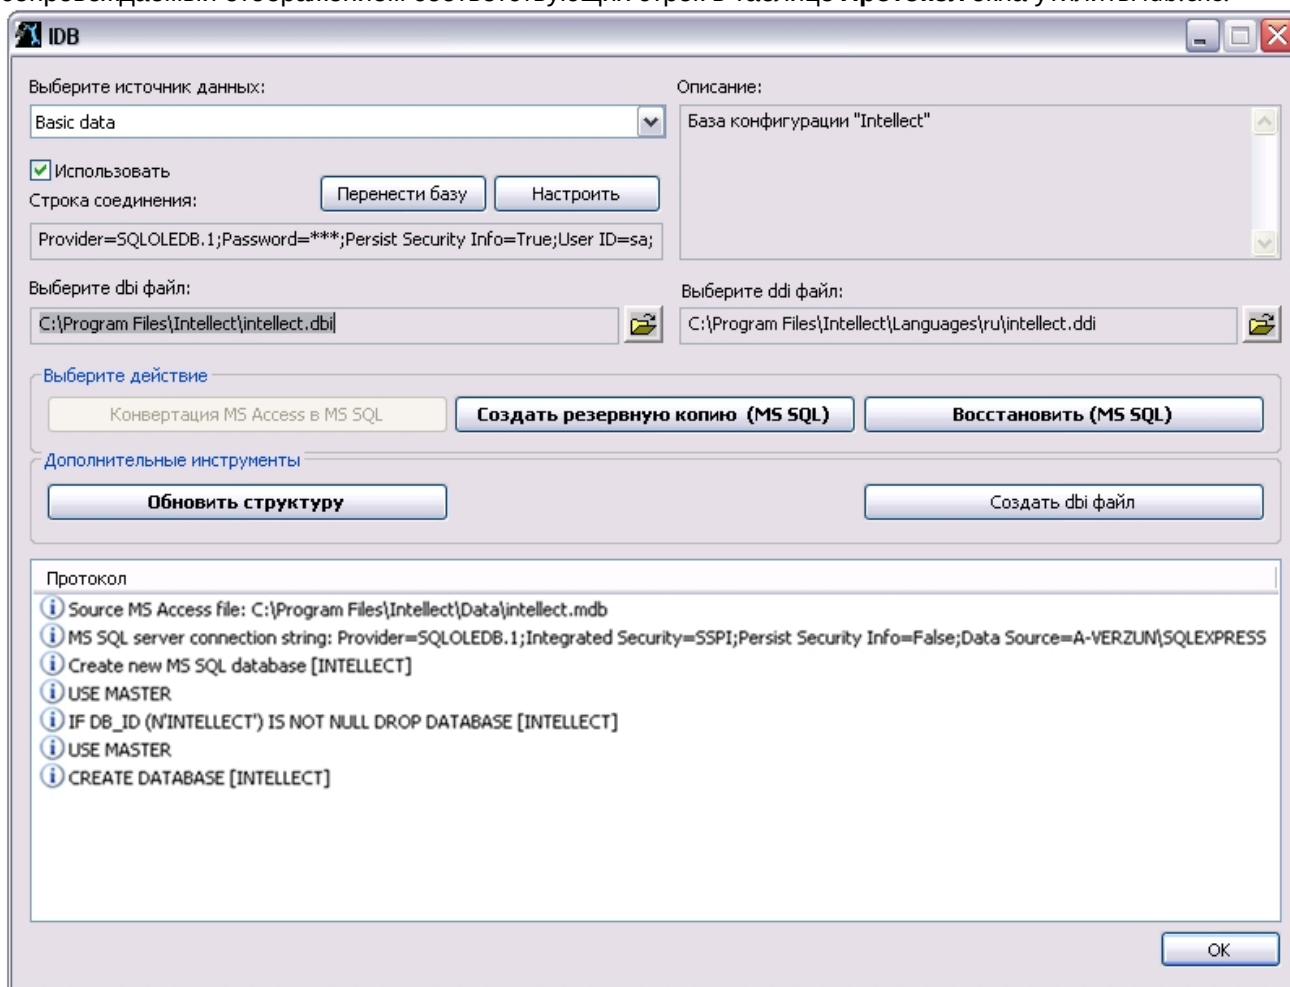 IDB
Выберите источник данных:
Описание:
Basic data
База конфигурации "Intellect"
Использовать
Строка соединения:
Перенести базу
Настроить
Provider=SQLOLEDB.1;Password=***;Persist Security Info=True;User ID=sa;
Выберите dbi файл:
Выберите ddi файл:
C:\Program Files\Intellect\intellect.dbi
C:\Program Files\Intellect\Languages\ru\intellect.ddi
Выберите действие
Конвертация MS Access в MS SQL
Создать резервную копию (MS SQL)
Восстановить (MS SQL)
Дополнительные инструменты
Обновить структуру
Создать dbi файл
Протокол
Source MS Access file: C:\Program Files\Intellect\Data\intellect.mdb
MS SQL server connection string: Provider=SQLOLEDB.1;Integrated Security=SSPI;Persist Security Info=False;Data Source=A-VERZUN\SQLEXPRESS
Create new MS SQL database [INTELLECT]
USE MASTER
IF DB_ID (N'INTELLECT') IS NOT NULL DROP DATABASE [INTELLECT]
USE MASTER
CREATE DATABASE [INTELLECT]
OK